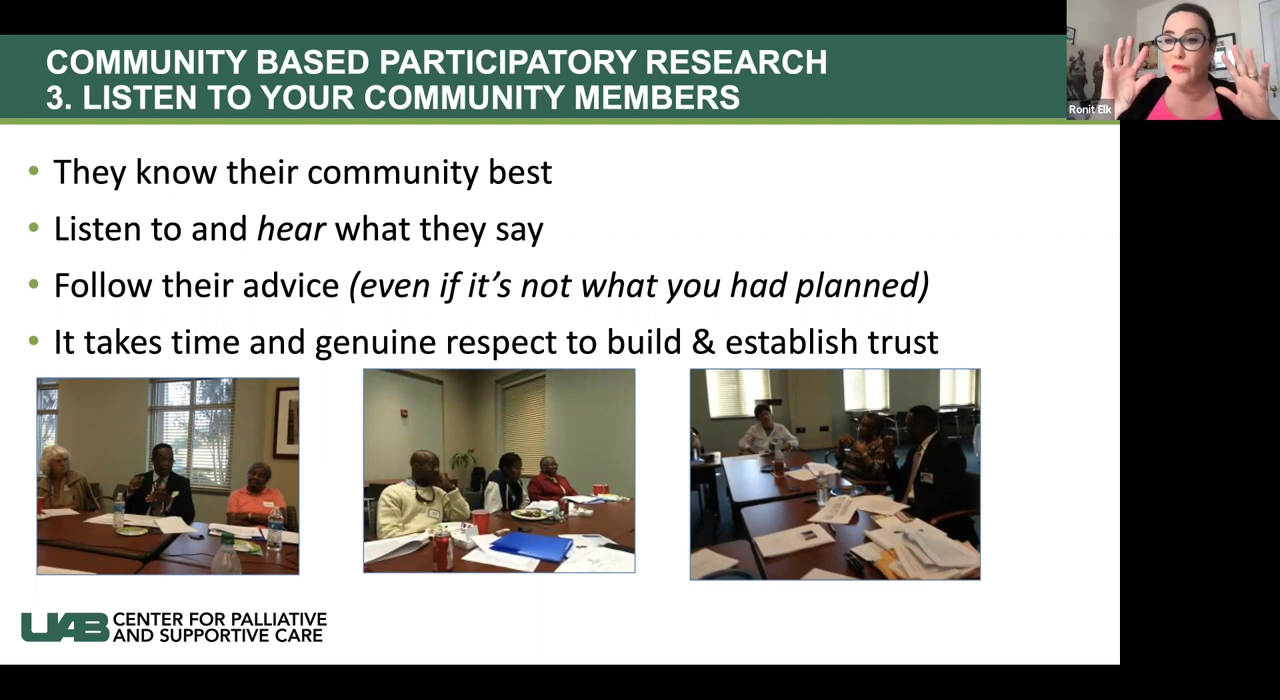 COMMUNITY BASED PARTICIPATORY RESEARCH
3. LISTEN TO YOUR COMMUNITY MEMBERS
Ronit Elk
• They know their community best
• Listen to and hear what they say
• Follow their advice (even if it's not what you had planned)
• It takes time and genuine respect to build & establish trust
UAB CENTER FOR PALLIATIVE
AND SUPPORTIVE CARE